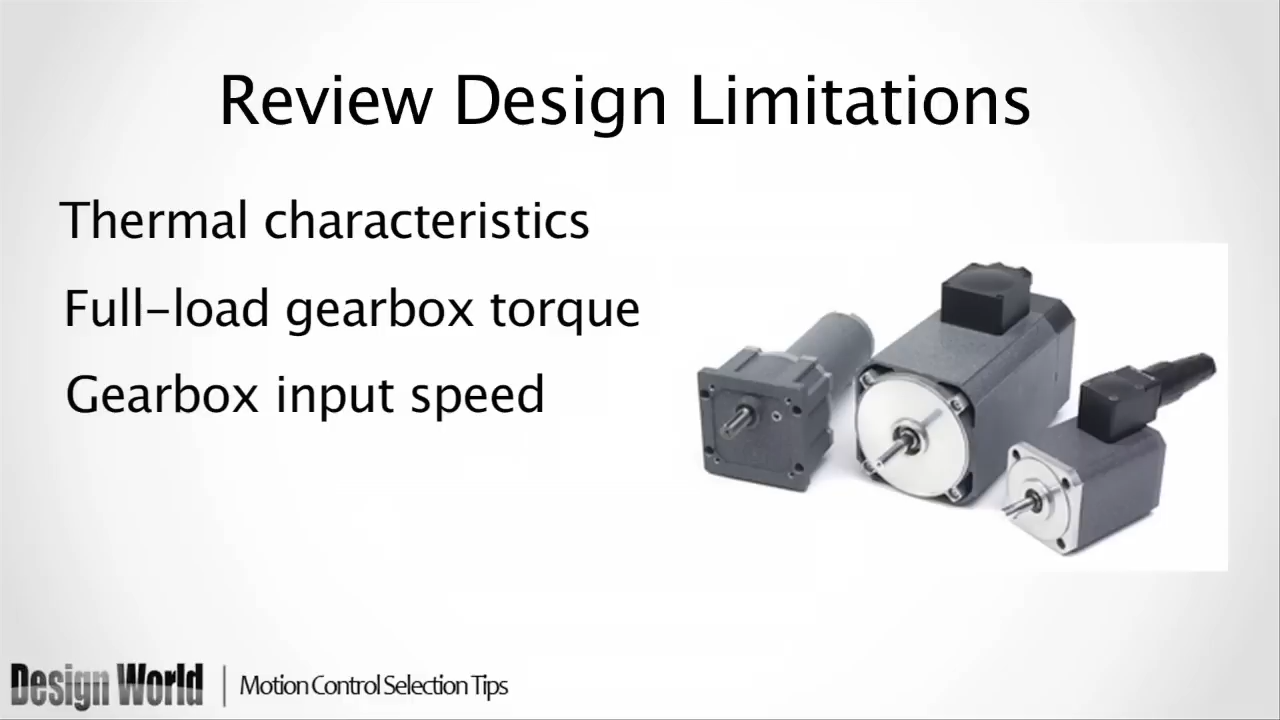 Review Design Limitations
Thermal characteristics
Full-load gearbox torque
Gearbox input speed
Design World | Motion Control Selection Tips